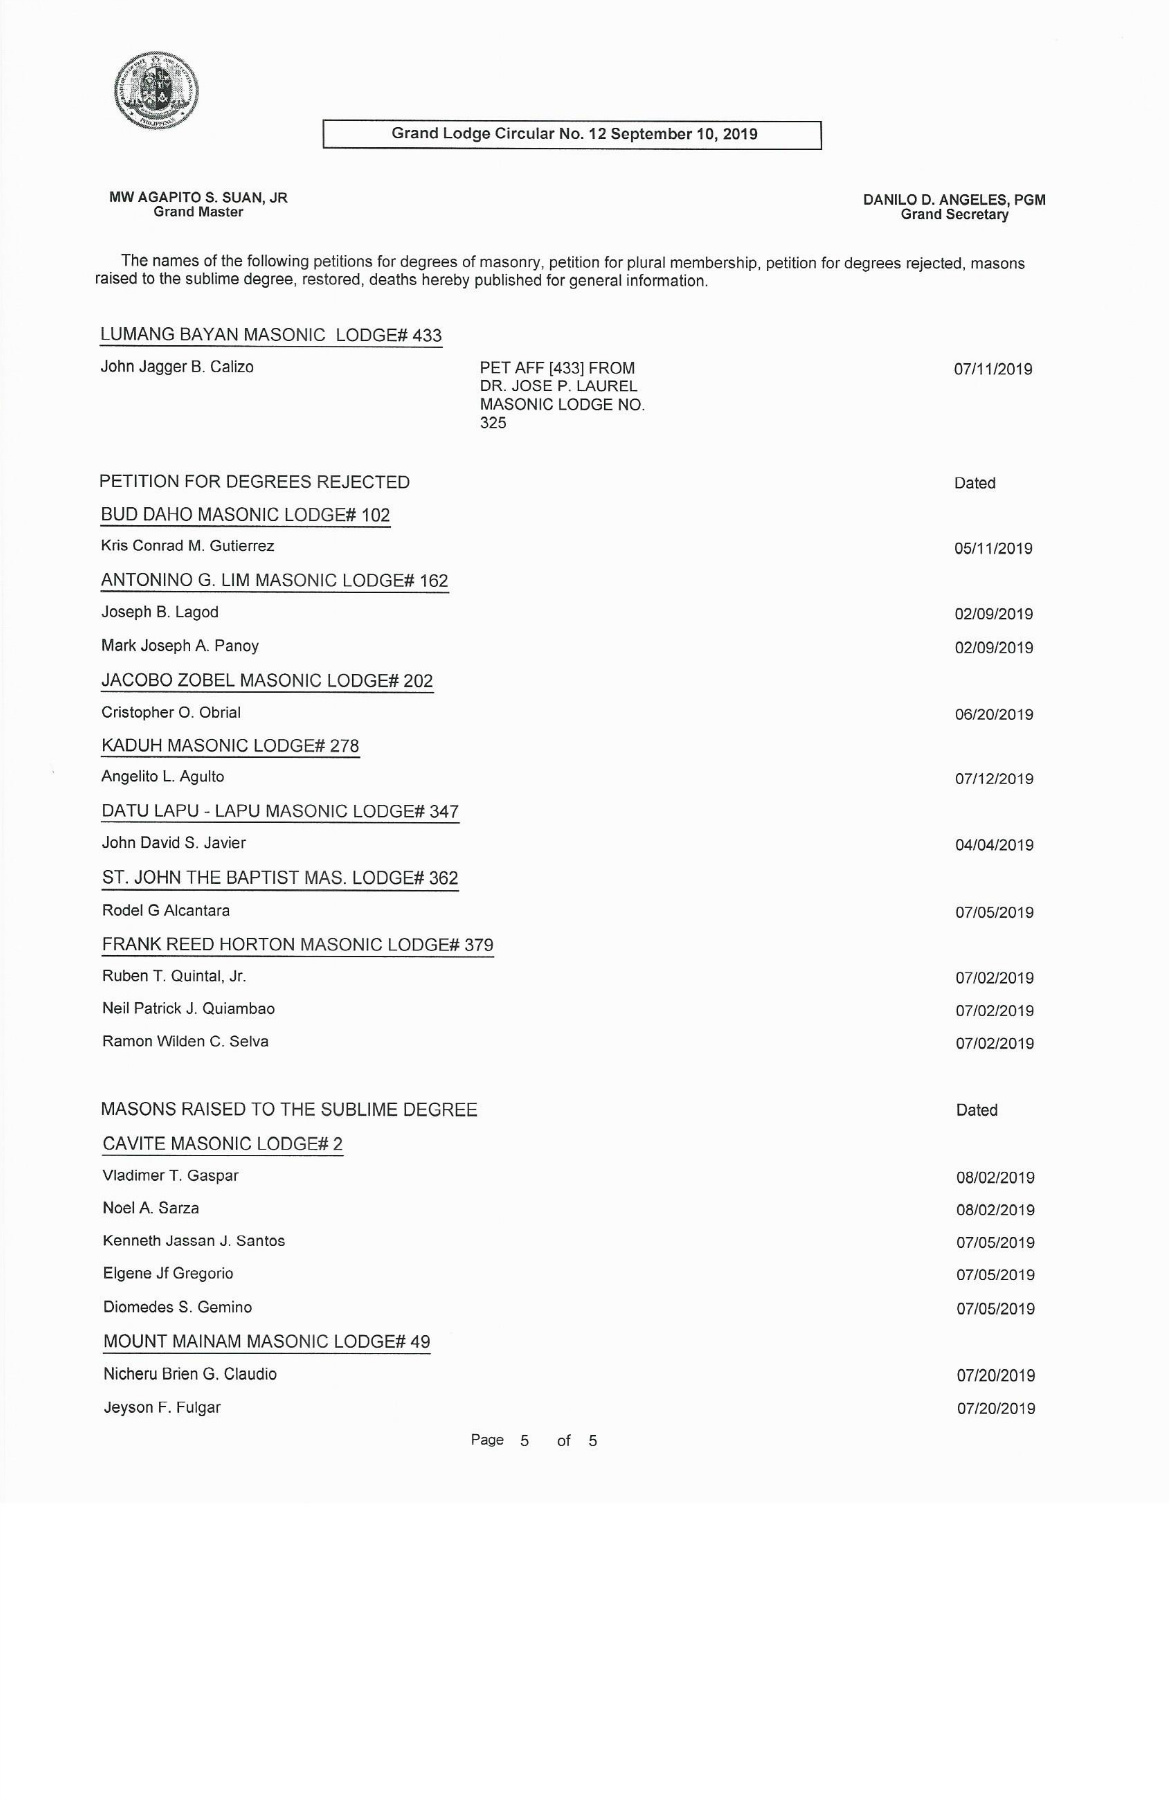 PHILIPPINES
Grand Lodge Circular No. 12 September 10, 2019
MW AGAPITO S. SUAN, JR
Grand Master
DANILO D. ANGELES, PGM
Grand Secretary
The names of the following petitions for degrees of masonry, petition for plural membership, petition for degrees rejected, masons
raised to the sublime degree, restored, deaths hereby published for general information.
LUMANG BAYAN MASONIC LODGE# 433
John Jagger B. Calizo PET AFF [433] FROM 07/11/2019
DR. JOSE P. LAUREL
MASONIC LODGE NO.
325
PETITION FOR DEGREES REJECTED Dated
BUD DAHO MASONIC LODGE# 102
Kris Conrad M. Gutierrez 05/11/2019
ANTONINO G. LIM MASONIC LODGE# 162
Joseph B. Lagod 02/09/2019
Mark Joseph A. Panoy 02/09/2019
JACOBO ZOBEL MASONIC LODGE# 202
Cristopher O. Obrial 06/20/2019
KADUH MASONIC LODGE# 278
Angelito L. Agulto 07/12/2019
DATU LAPU - LAPU MASONIC LODGE# 347
John David S. Javier 04/04/2019
ST. JOHN THE BAPTIST MAS. LODGE# 362
Rodel G Alcantara 07/05/2019
FRANK REED HORTON MASONIC LODGE# 379
Ruben T. Quintal, Jr. 07/02/2019
Neil Patrick J. Quiambao 07/02/2019
Ramon Wilden C. Selva 07/02/2019
MASONS RAISED TO THE SUBLIME DEGREE Dated
CAVITE MASONIC LODGE# 2
Vladimer T. Gaspar 08/02/2019
Noel A. Sarza 08/02/2019
Kenneth Jassan J. Santos 07/05/2019
Elgene Jf Gregorio 07/05/2019
Diomedes S. Gemino 07/05/2019
MOUNT MAINAM MASONIC LODGE# 49
Nicheru Brien G. Claudio 07/20/2019
Jeyson F. Fulgar 07/20/2019
Page 5 of 5